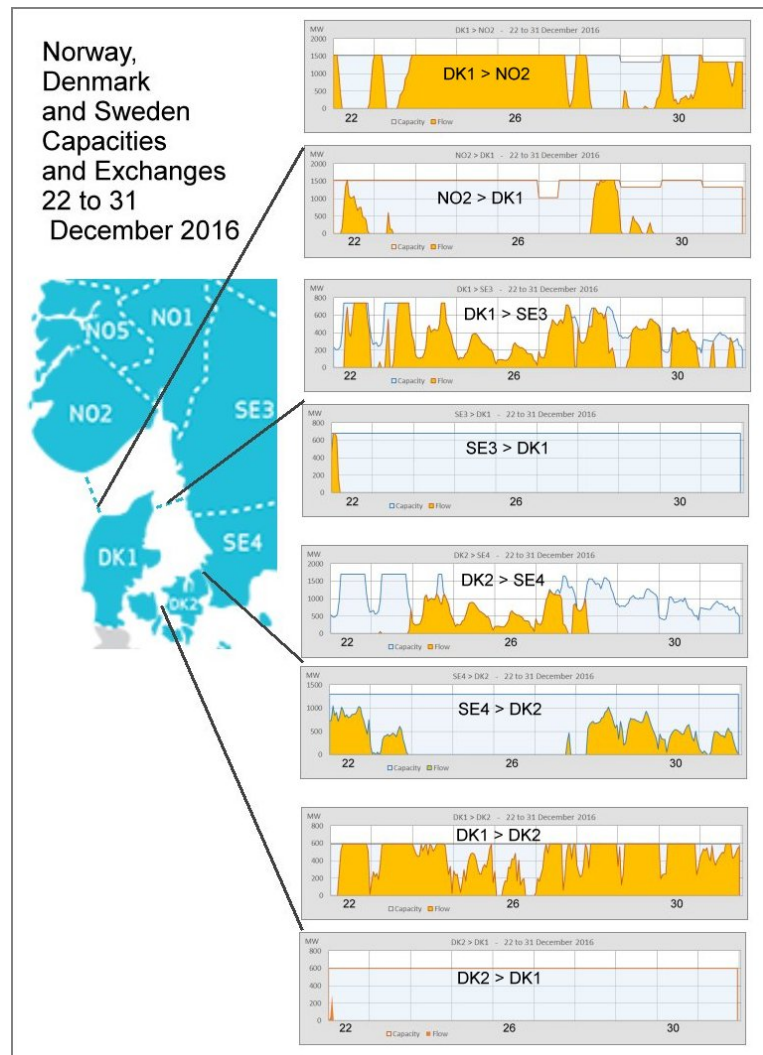 Norway,
Denmark
and Sweden
Capacities
and Exchanges
22 to 31
December 2016
NO5
NO1
NO2
SE3
DK1
SE4
DK2
MW
DK1 > NO2 - 22 to 31 December 2016
2000
1500
1000
500
0
DK1 > NO2
22
26
30
Capacity Flow
MW
NO2 > DK1 - 22 to 31 December 2016
2000
1500
1000
500
0
NO2 > DK1
22
26
30
Capacity Flow
MW
DK1 > SE3 - 22 to 31 December 2016
800
600
400
200
0
DK1 > SE3
22
26
30
Capacity Flow
MW
SE3 > DK1 - 22 to 31 December 2016
800
600
400
200
0
SE3 > DK1
22
26
30
Capacity Flow
MW
DK2 > SE4 - 22 to 31 December 2016
2000
1500
1000
500
0
DK2 > SE4
22
26
30
Capacity Flow
MW
SE4 > DK2 - 22 to 31 December 2016
1500
1000
500
0
SE4 > DK2
22
26
30
Capacity Flow
MW
DK1 > DK2 - 22 to 31 December 2016
800
600
400
200
0
DK1 > DK2
22
26
30
Capacity Flow
MW
DK2 > DK1 - 22 to 31 December 2016
800
600
400
200
0
DK2 > DK1
22
26
30
Capacity Flow